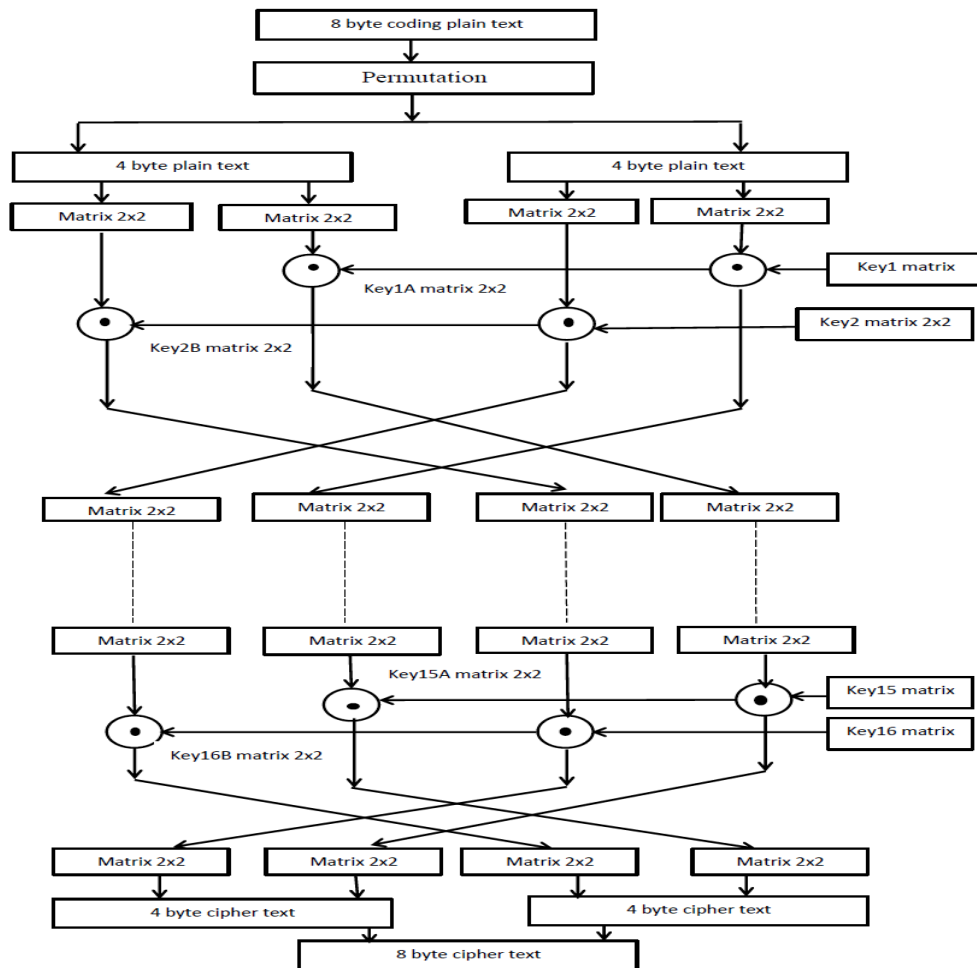 8 byte coding plain text
Permutation
4 byte plain text
4 byte plain text
Matrix 2x2
Matrix 2x2
Matrix 2x2
Matrix 2x2
Key1 matrix
Key1A matrix 2x2
Key2 matrix 2x2
Key2B matrix 2x2
Matrix 2x2
Matrix 2x2
Matrix 2x2
Matrix 2x2
Matrix 2x2
Matrix 2x2
Matrix 2x2
Matrix 2x2
Key15A matrix 2x2
Key15 matrix
Key16 matrix
Key16B matrix 2x2
Matrix 2x2
Matrix 2x2
Matrix 2x2
Matrix 2x2
4 byte cipher text
4 byte cipher text
8 byte cipher text